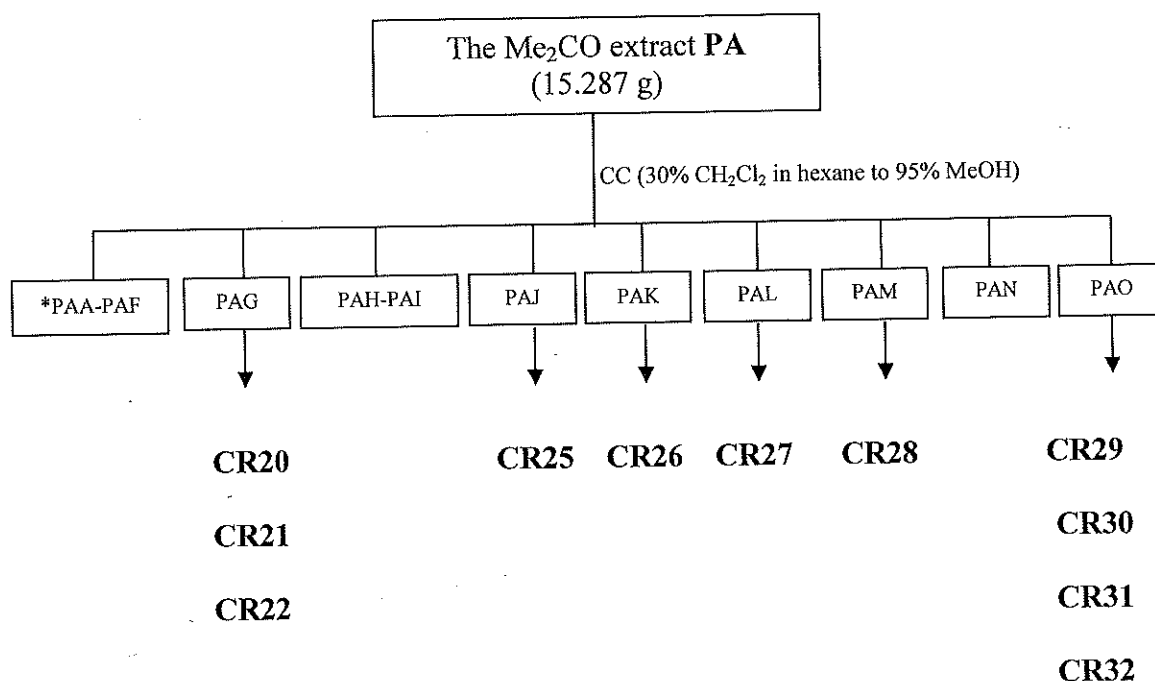 The Me₂CO extract PA
(15.287 g)
CC (30% CH₂Cl₂ in hexane to 95% MeOH)
*PAA-PAF PAG PAH-PAI PAJ PAK PAL PAM PAN PAO
CR20 CR25 CR26 CR27 CR28 CR29
CR21 CR30
CR22 CR31
CR32